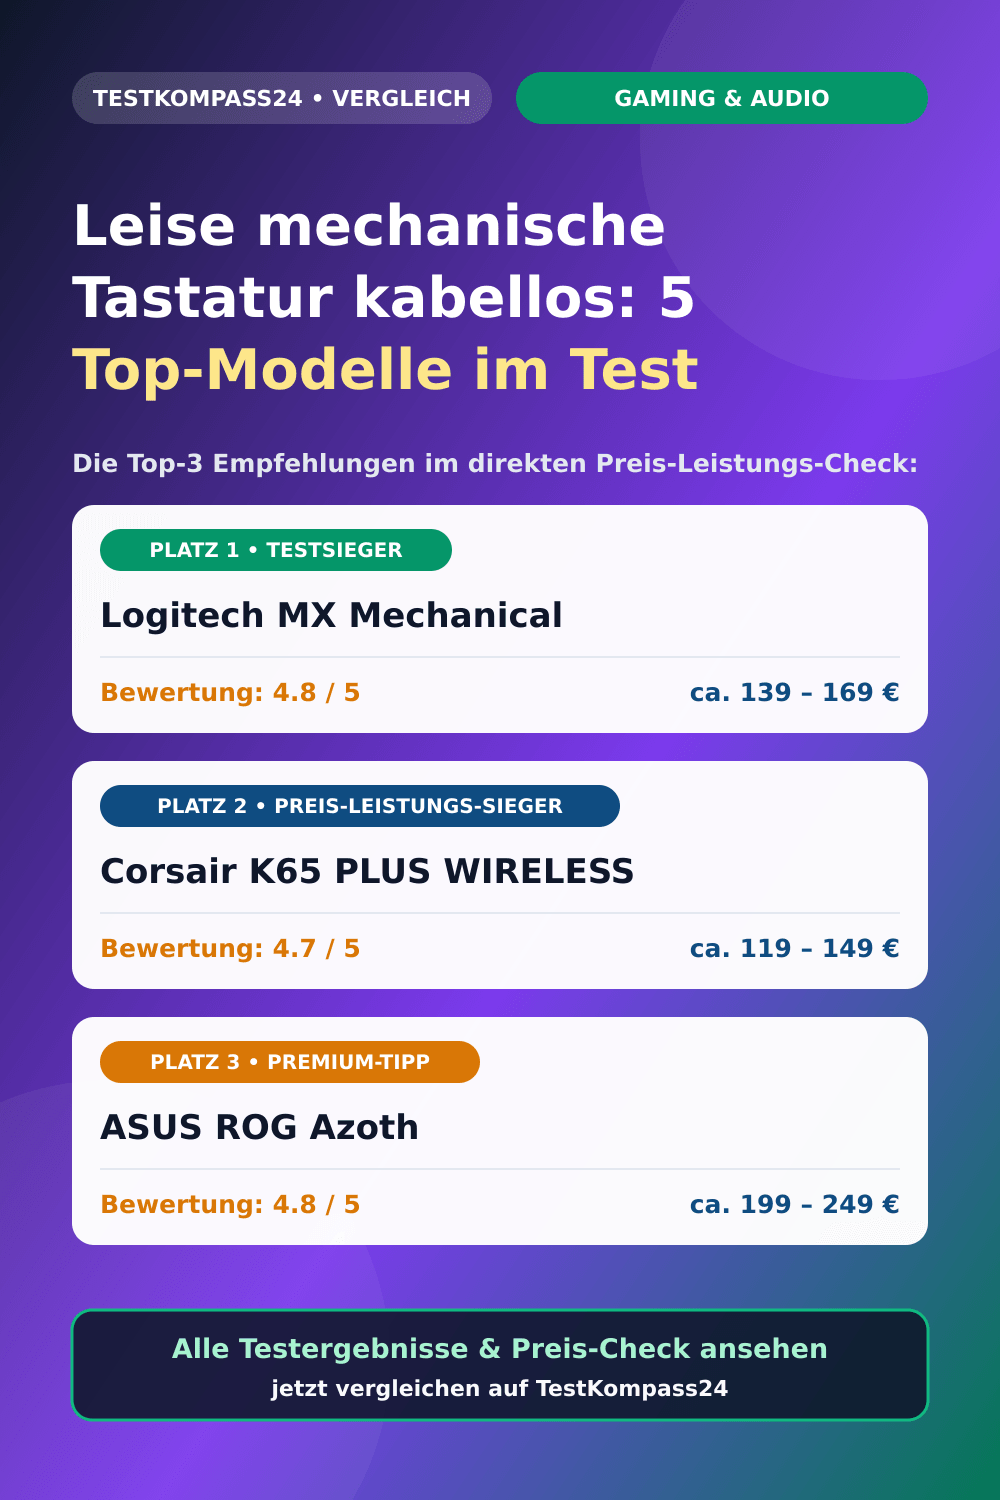 TESTKOMPASS24 • VERGLEICH
GAMING & AUDIO
Leise mechanische
Tastatur kabellos: 5
Top-Modelle im Test
Die Top-3 Empfehlungen im direkten Preis-Leistungs-Check:
PLATZ 1 • TESTSIEGER
Logitech MX Mechanical
Bewertung: 4.8 / 5
ca. 139 – 169 €
PLATZ 2 • PREIS-LEISTUNGS-SIEGER
Corsair K65 PLUS WIRELESS
Bewertung: 4.7 / 5
ca. 119 – 149 €
PLATZ 3 • PREMIUM-TIPP
ASUS ROG Azoth
Bewertung: 4.8 / 5
ca. 199 – 249 €
Alle Testergebnisse & Preis-Check ansehen
jetzt vergleichen auf TestKompass24